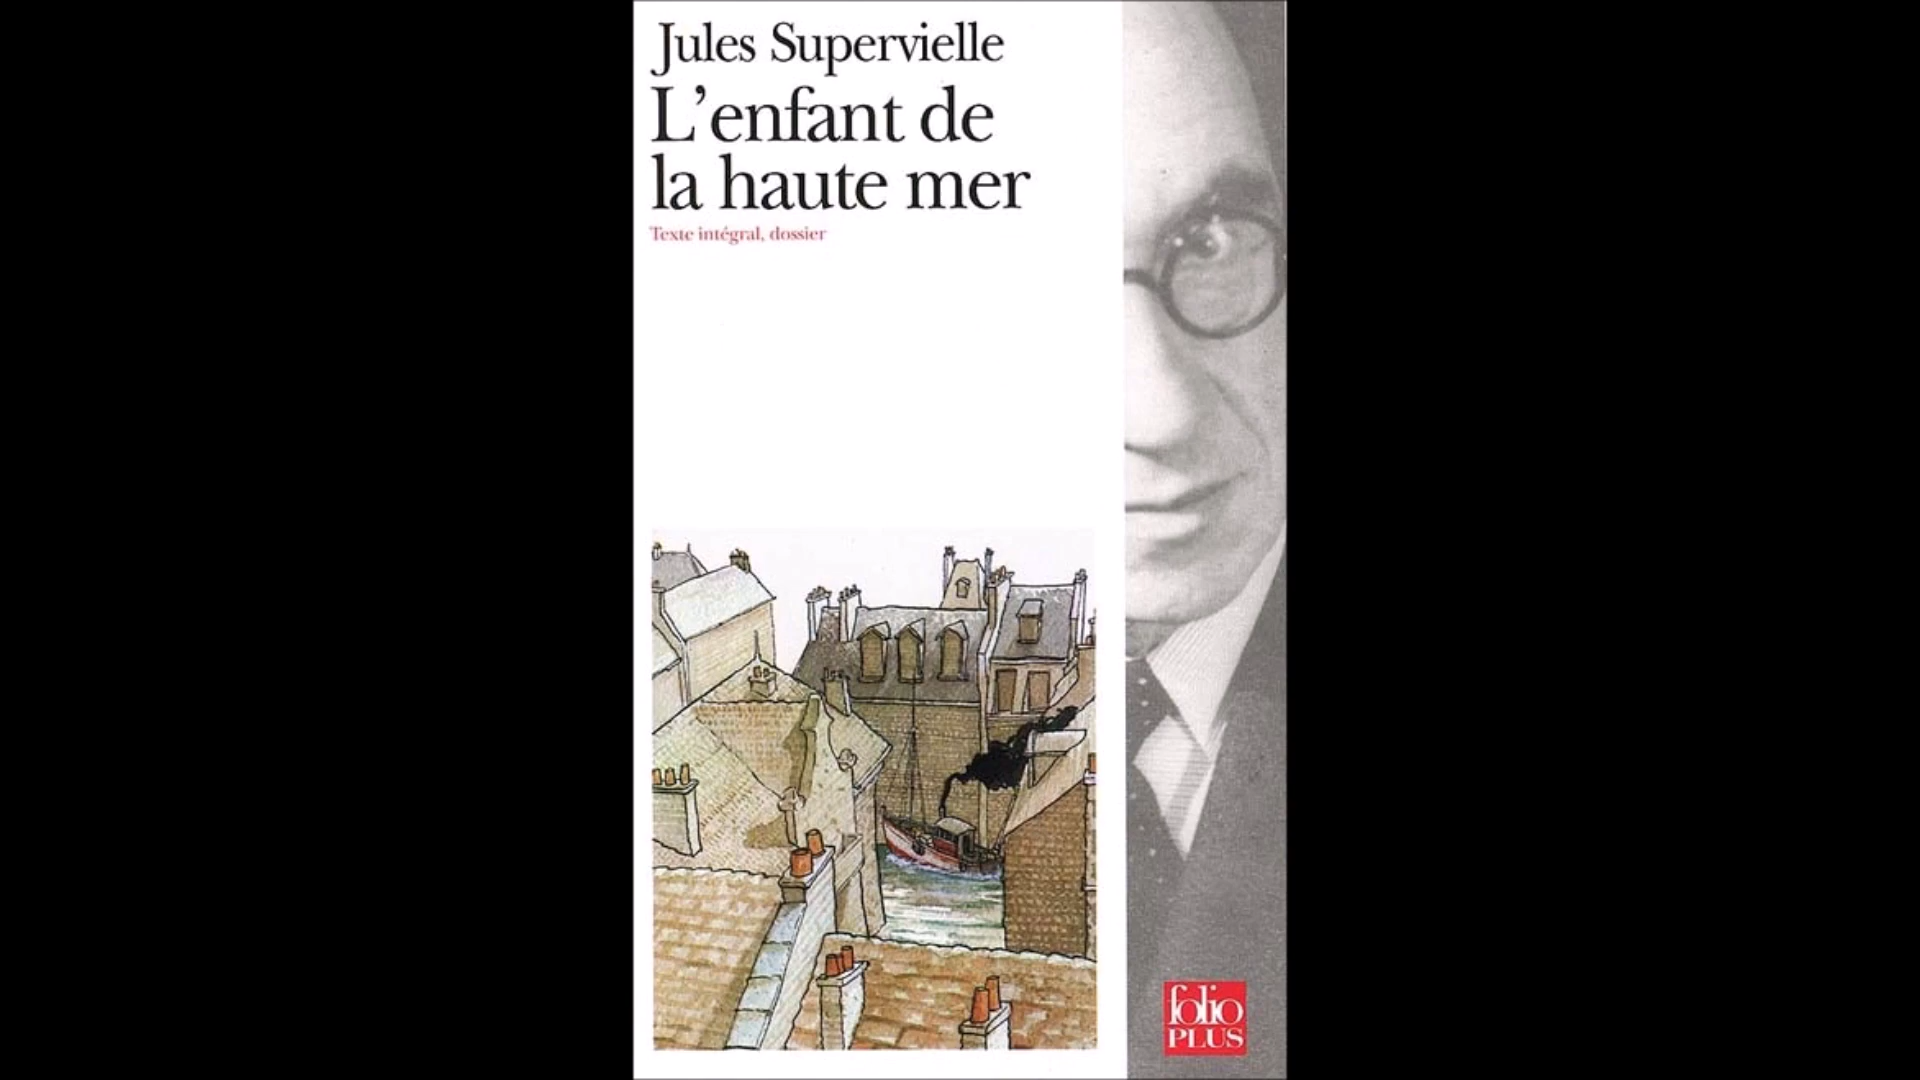 Jules Supervielle
L'enfant de
la haute mer
Texte intégral, dossier
folio
PLUS